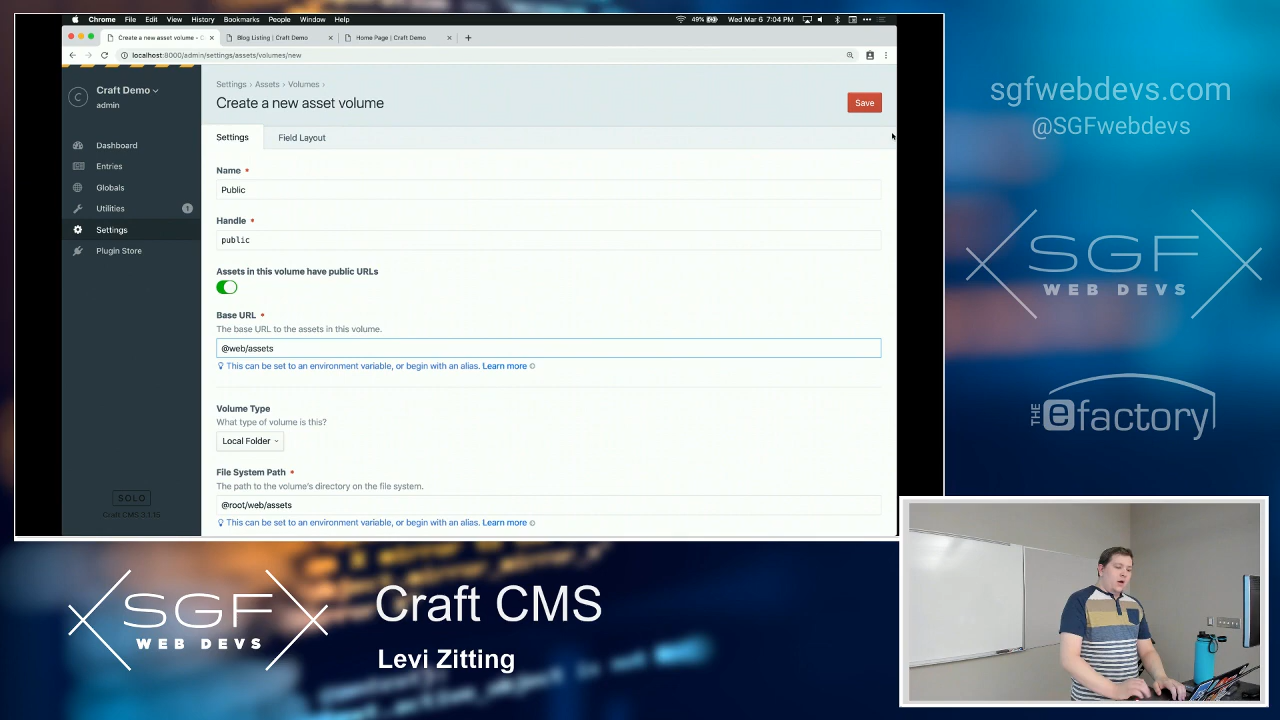 Chrome File Edit View History Bookmarks People Window Help 49% Wed Mar 6 7:04 PM
Create a new asset volume - C × Blog Listing | Craft Demo × Home Page | Craft Demo × +
localhost:8000/admin/settings/assets/volumes/new
C Craft Demo
admin
Dashboard
Entries
Globals
Utilities 1
Settings
Plugin Store
SOLO
Craft CMS 3.1.15
Settings › Assets › Volumes ›
Create a new asset volume
Save
Settings Field Layout
Name *
Public
Handle *
public
Assets in this volume have public URLs
Base URL *
The base URL to the assets in this volume.
@web/assets
This can be set to an environment variable, or begin with an alias. Learn more
Volume Type
What type of volume is this?
Local Folder
File System Path *
The path to the volume's directory on the file system.
@root/web/assets
This can be set to an environment variable, or begin with an alias. Learn more
sgfwebdevs.com
@SGFwebdevs
SGF
WEB DEVS
THE efactory
SGF
WEB DEVS
Craft CMS
Levi Zitting